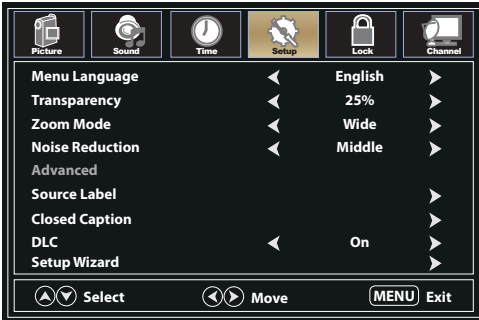 Picture Sound Time Setup Lock Channel
Menu Language English
Transparency 25%
Zoom Mode Wide
Noise Reduction Middle
Advanced
Source Label
Closed Caption
DLC On
Setup Wizard
Select Move MENU Exit